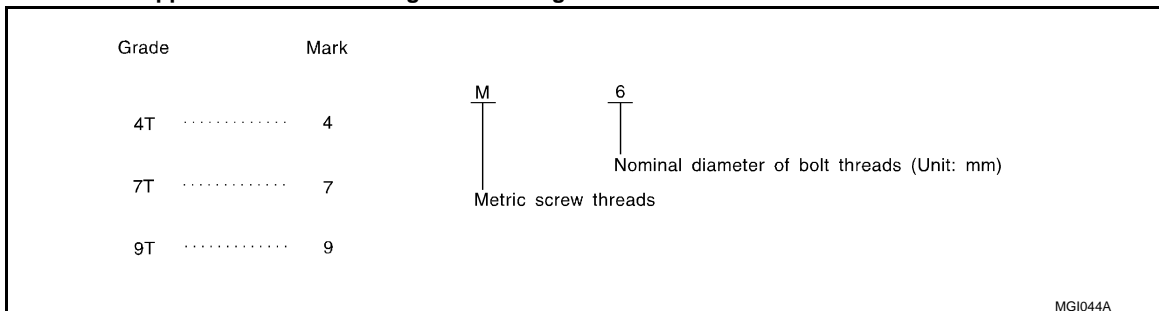 Grade Mark
M 6
4T ............. 4
Nominal diameter of bolt threads (Unit: mm)
7T ............. 7
Metric screw threads
9T ............. 9
MGI044A